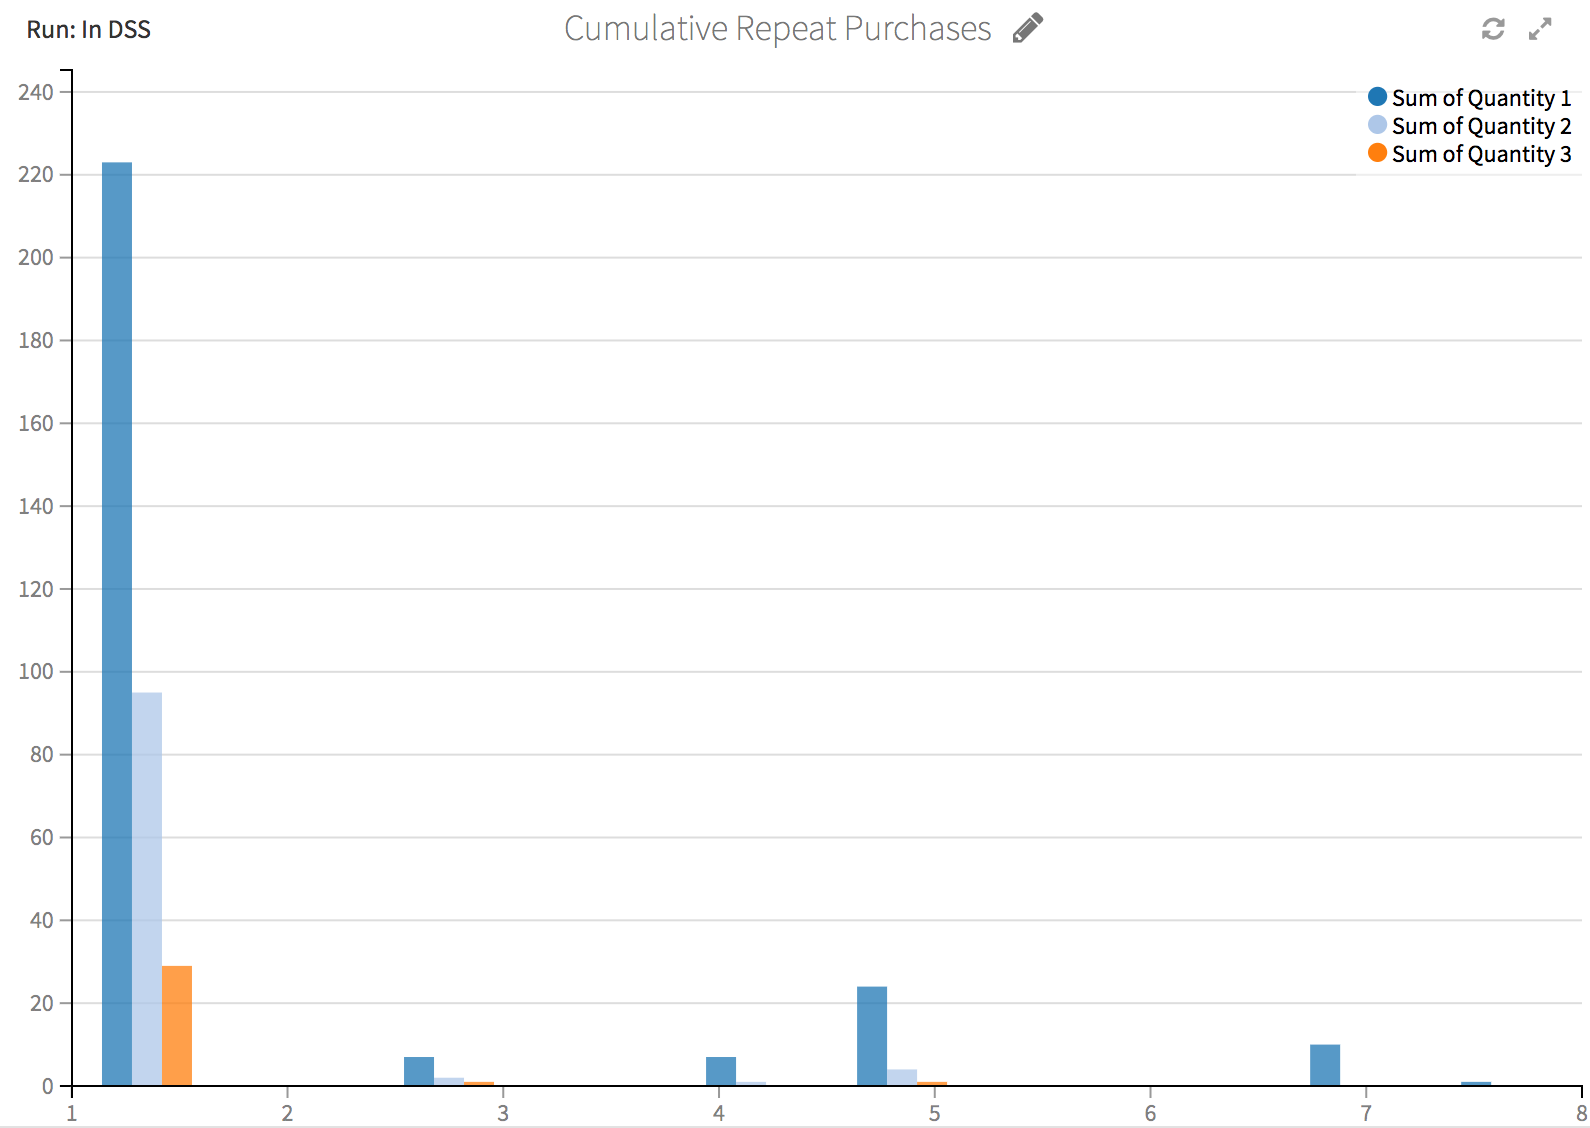 Run: In DSS
Cumulative Repeat Purchases
Sum of Quantity 1
Sum of Quantity 2
Sum of Quantity 3
240
220
200
180
160
140
120
100
80
60
40
20
0
1 2 3 4 5 6 7 8